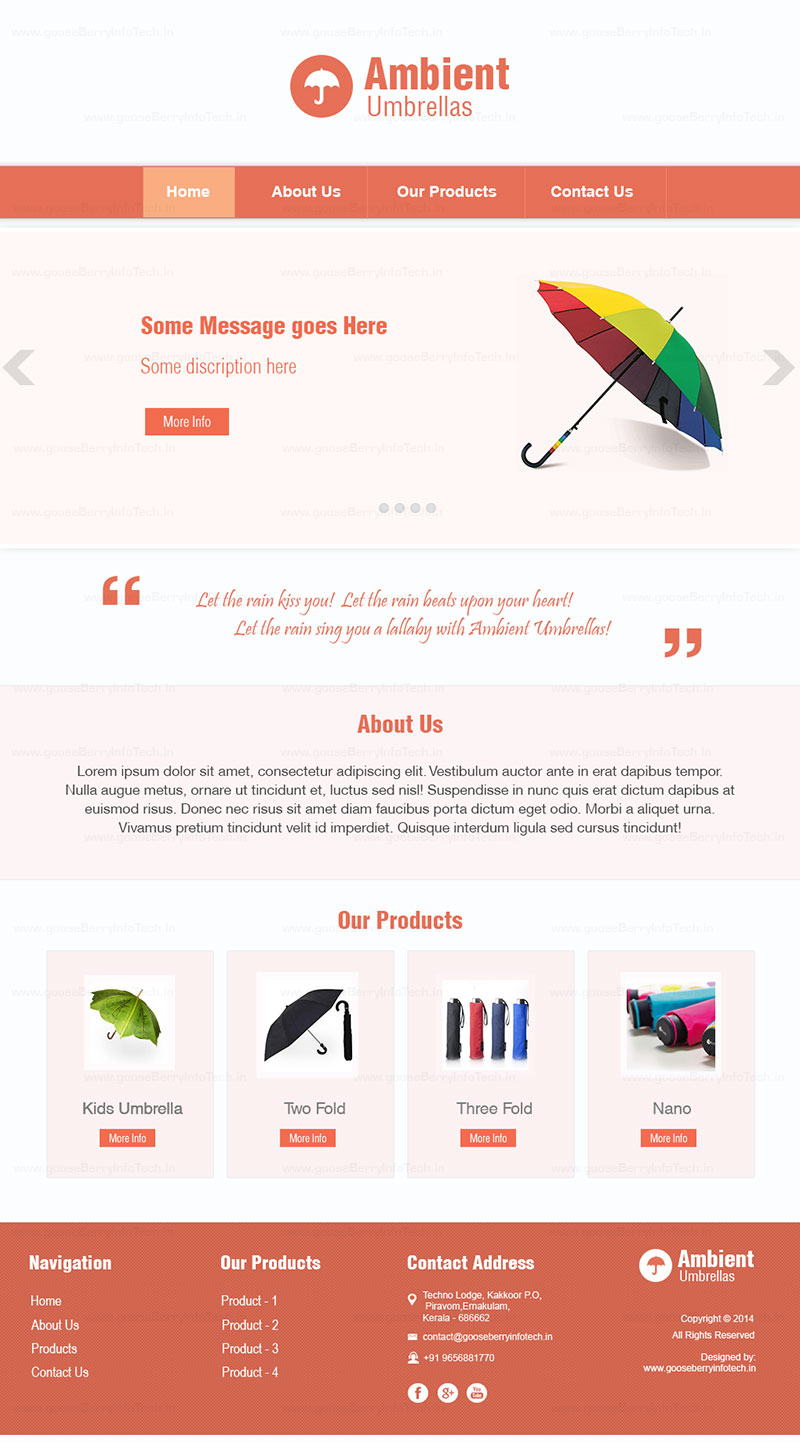 Ambient
Umbrellas
Home
About Us
Our Products
Contact Us
Some Message goes Here
Some discription here
More Info
“
Let the rain kiss you! Let the rain beats upon your heart!
Let the rain sing you a lallaby with Ambient Umbrellas!
”
About Us
Lorem ipsum dolor sit amet, consectetur adipiscing elit. Vestibulum auctor ante in erat dapibus tempor.
Nulla augue metus, ornare ut tincidunt et, luctus sed nisl! Suspendisse in nunc quis erat dictum dapibus at
euismod risus. Donec nec risus sit amet diam faucibus porta dictum eget odio. Morbi a aliquet urna.
Vivamus pretium tincidunt velit id imperdiet. Quisque interdum ligula sed cursus tincidunt!
Our Products
Kids Umbrella
More Info
Two Fold
More Info
Three Fold
More Info
Nano
More Info
Navigation
Home
About Us
Products
Contact Us
Our Products
Product - 1
Product - 2
Product - 3
Product - 4
Contact Address
Techno Lodge, Kakkoor P.O,
Piravom,Ernakulam,
Kerala - 686662
contact@gooseberryinfotech.in
+91 9656881770
f
g+
You
Tube
Ambient
Umbrellas
Copyright © 2014
All Rights Reserved
Designed by:
www.gooseberryinfotech.in
www.gooseBerryInfoTech.in